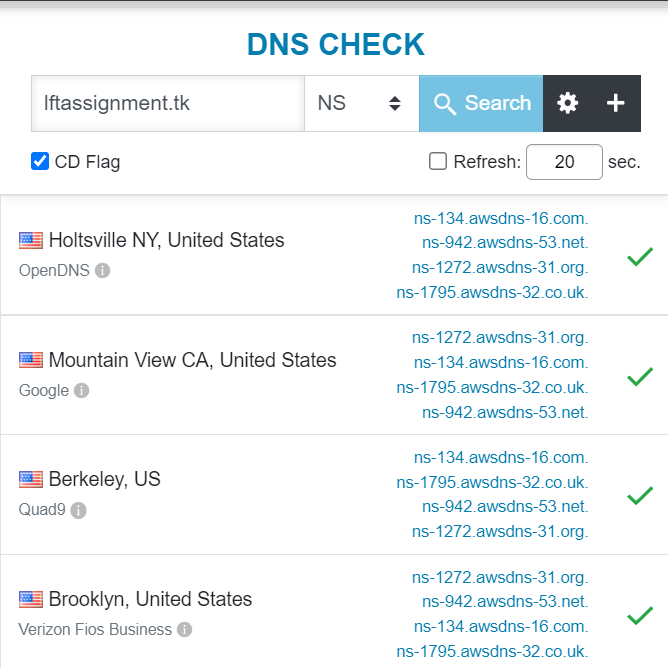 DNS CHECK
lftassignment.tk NS Search
CD Flag Refresh: 20 sec.
Holtsville NY, United States
OpenDNS
ns-134.awsdns-16.com.
ns-942.awsdns-53.net.
ns-1272.awsdns-31.org.
ns-1795.awsdns-32.co.uk.
Mountain View CA, United States
Google
ns-1272.awsdns-31.org.
ns-134.awsdns-16.com.
ns-1795.awsdns-32.co.uk.
ns-942.awsdns-53.net.
Berkeley, US
Quad9
ns-134.awsdns-16.com.
ns-1795.awsdns-32.co.uk.
ns-942.awsdns-53.net.
ns-1272.awsdns-31.org.
Brooklyn, United States
Verizon Fios Business
ns-1272.awsdns-31.org.
ns-942.awsdns-53.net.
ns-134.awsdns-16.com.
ns-1795.awsdns-32.co.uk.